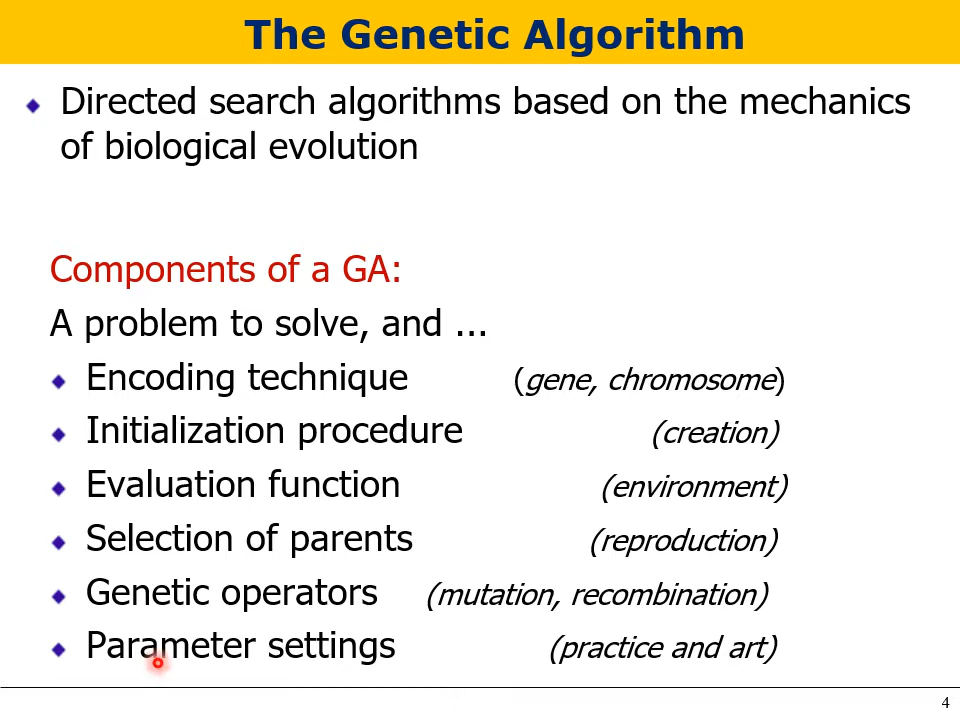 The Genetic Algorithm
Directed search algorithms based on the mechanics
of biological evolution
Components of a GA:
A problem to solve, and ...
Encoding technique (gene, chromosome)
Initialization procedure (creation)
Evaluation function (environment)
Selection of parents (reproduction)
Genetic operators (mutation, recombination)
Parameter settings (practice and art)
4